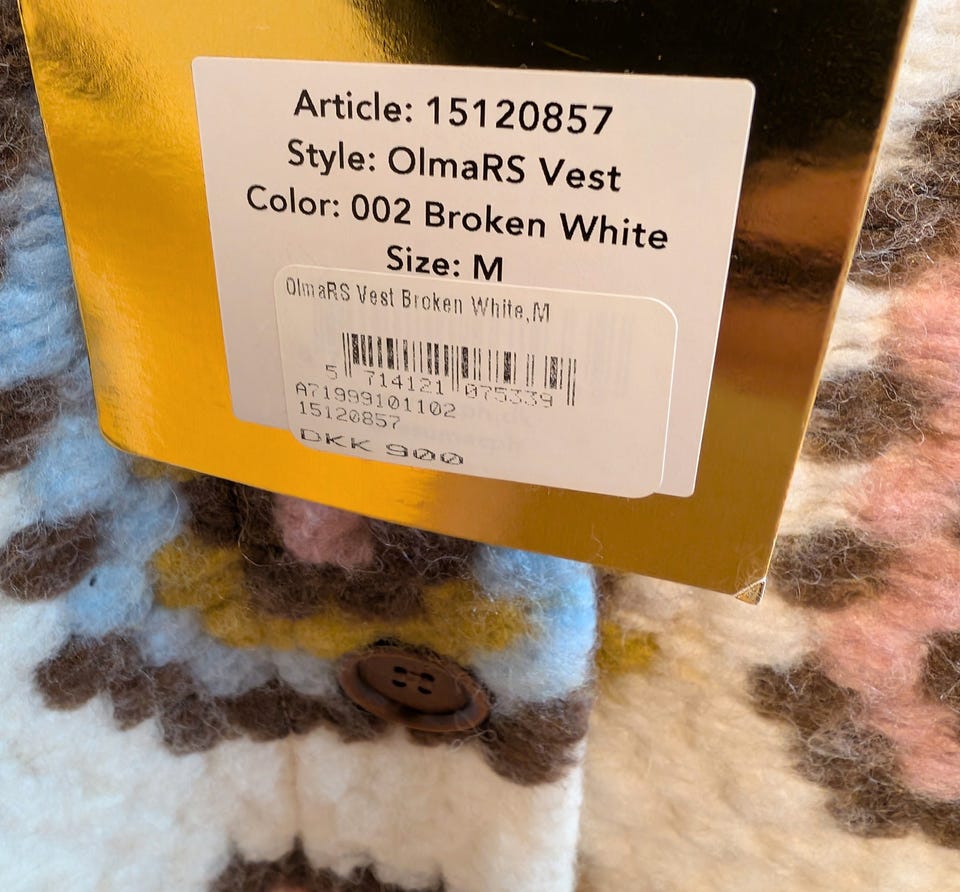 Article: 15120857
Style: OlmaRS Vest
Color: 002 Broken White
Size: M
OlmaRS Vest Broken White,M
5 714121 075339
A71999101102
15120857
DKK 900